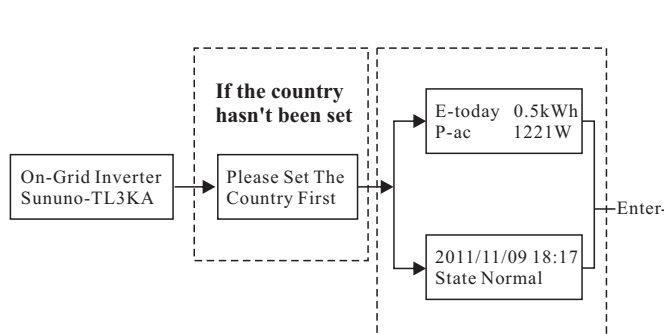 If the country
hasn't been set
On-Grid Inverter
Sununo-TL3KA
Please Set The
Country First
E-today 0.5kWh
P-ac 1221W
2011/11/09 18:17
State Normal
Enter